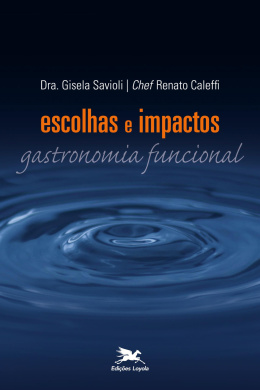 Dra. Gisela Savioli | Chef Renato Caleffi
escolhas e impactos
gastronomia funcional
Edições Loyola